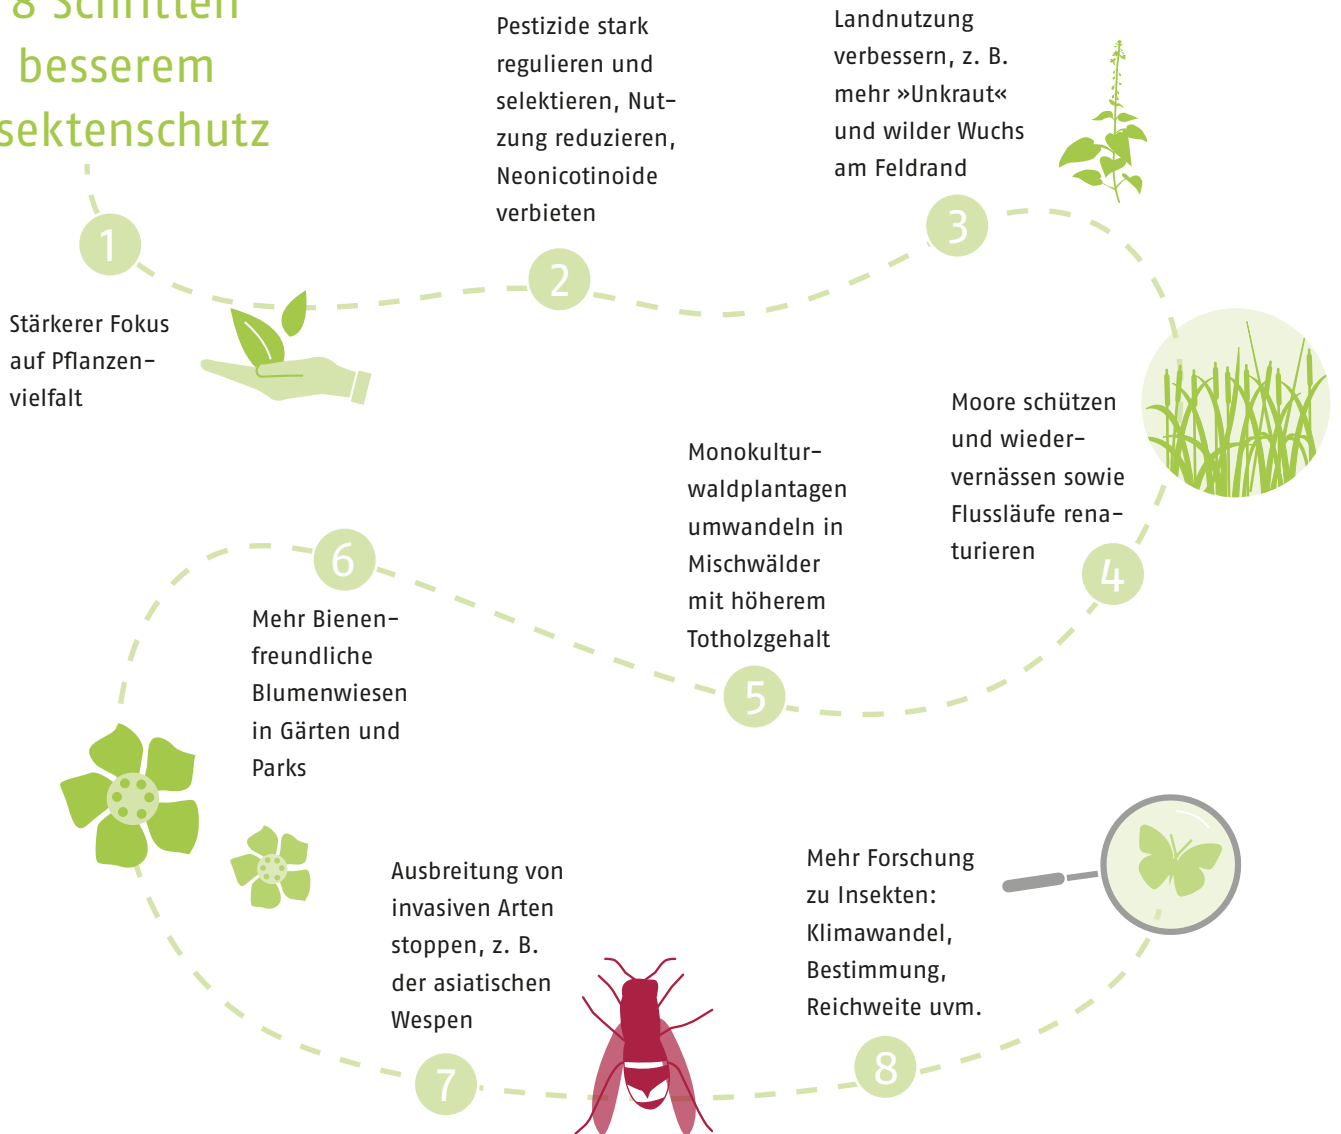 8 Schritten
besserem
sektenschutz
1
Stärkerer Fokus
auf Pflanzen-
vielfalt
Pestizide stark
regulieren und
selektieren, Nut-
zung reduzieren,
Neonicotinoide
verbieten
2
Landnutzung
verbessern, z. B.
mehr »Unkraut«
und wilder Wuchs
am Feldrand
3
Moore schützen
und wieder-
vernässen sowie
Flussläufe rena-
turieren
4
Monokultur-
waldplantagen
umwandeln in
Mischwälder
mit höherem
Totholzgehalt
5
6
Mehr Bienen-
freundliche
Blumenwiesen
in Gärten und
Parks
Ausbreitung von
invasiven Arten
stoppen, z. B.
der asiatischen
Wespen
7
Mehr Forschung
zu Insekten:
Klimawandel,
Bestimmung,
Reichweite uvm.
8